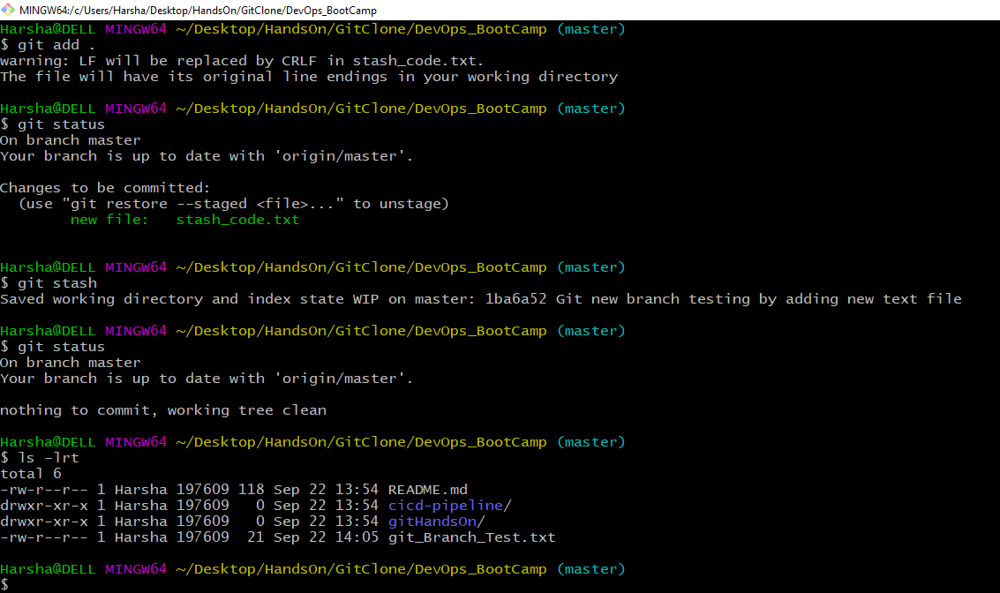 MINGW64:/c/Users/Harsha/Desktop/HandsOn/GitClone/DevOps_BootCamp
Harsha@DELL MINGW64 ~/Desktop/HandsOn/GitClone/DevOps_BootCamp (master)
$ git add .
warning: LF will be replaced by CRLF in stash_code.txt.
The file will have its original line endings in your working directory
Harsha@DELL MINGW64 ~/Desktop/HandsOn/GitClone/DevOps_BootCamp (master)
$ git status
On branch master
Your branch is up to date with 'origin/master'.
Changes to be committed:
  (use "git restore --staged <file>..." to unstage)
        new file:   stash_code.txt
Harsha@DELL MINGW64 ~/Desktop/HandsOn/GitClone/DevOps_BootCamp (master)
$ git stash
Saved working directory and index state WIP on master: 1ba6a52 Git new branch testing by adding new text file
Harsha@DELL MINGW64 ~/Desktop/HandsOn/GitClone/DevOps_BootCamp (master)
$ git status
On branch master
Your branch is up to date with 'origin/master'.
nothing to commit, working tree clean
Harsha@DELL MINGW64 ~/Desktop/HandsOn/GitClone/DevOps_BootCamp (master)
$ ls -lrt
total 6
-rw-r--r-- 1 Harsha 197609 118 Sep 22 13:54 README.md
drwxr-xr-x 1 Harsha 197609   0 Sep 22 13:54 cicd-pipeline/
drwxr-xr-x 1 Harsha 197609   0 Sep 22 13:54 gitHandsOn/
-rw-r--r-- 1 Harsha 197609  21 Sep 22 14:05 git_Branch_Test.txt
Harsha@DELL MINGW64 ~/Desktop/HandsOn/GitClone/DevOps_BootCamp (master)
$